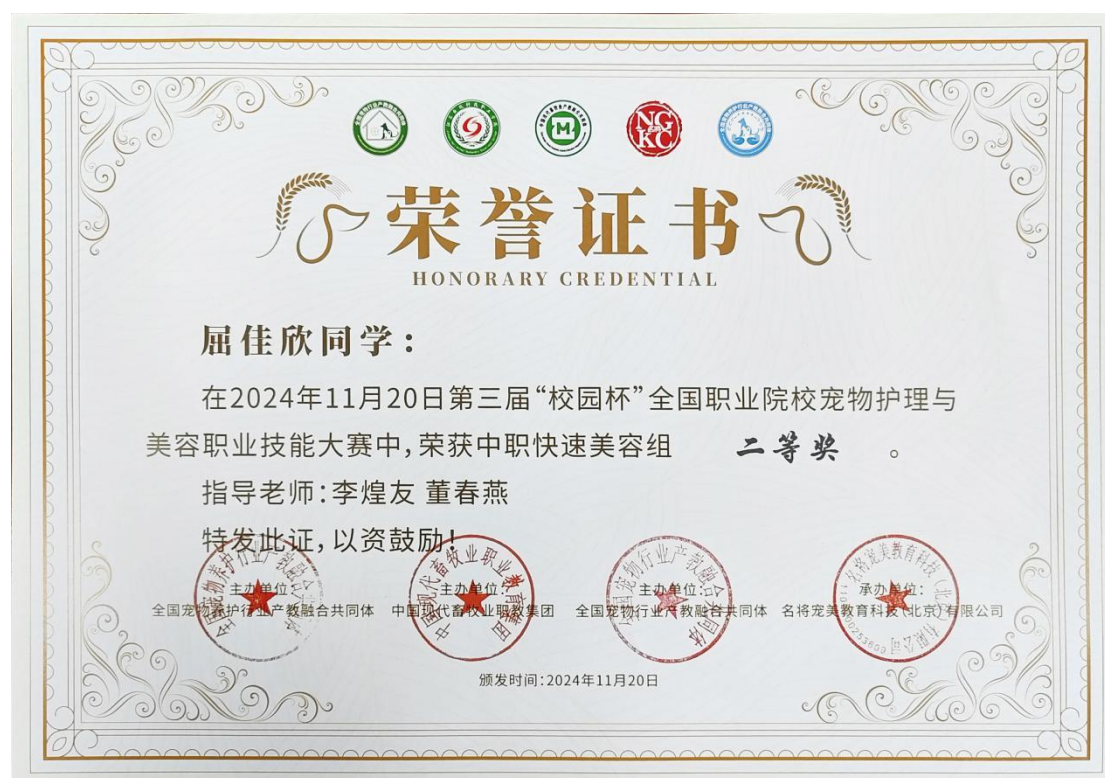 NG
KC
荣誉证书
HONORARY CREDENTIAL
屈佳欣同学：
在2024年11月20日第三届“校园杯”全国职业院校宠物护理与
美容职业技能大赛中，荣获中职快速美容组 二等奖 。
指导老师：李煌友 董春燕
特发此证，以资鼓励！
主办单位： 主办单位： 主办单位： 承办单位：
全国宠物养护行业产教融合共同体 中国现代畜牧业职教集团 全国宠物行业产教融合共同体 名将宠美教育科技（北京）有限公司
颁发时间：2024年11月20日